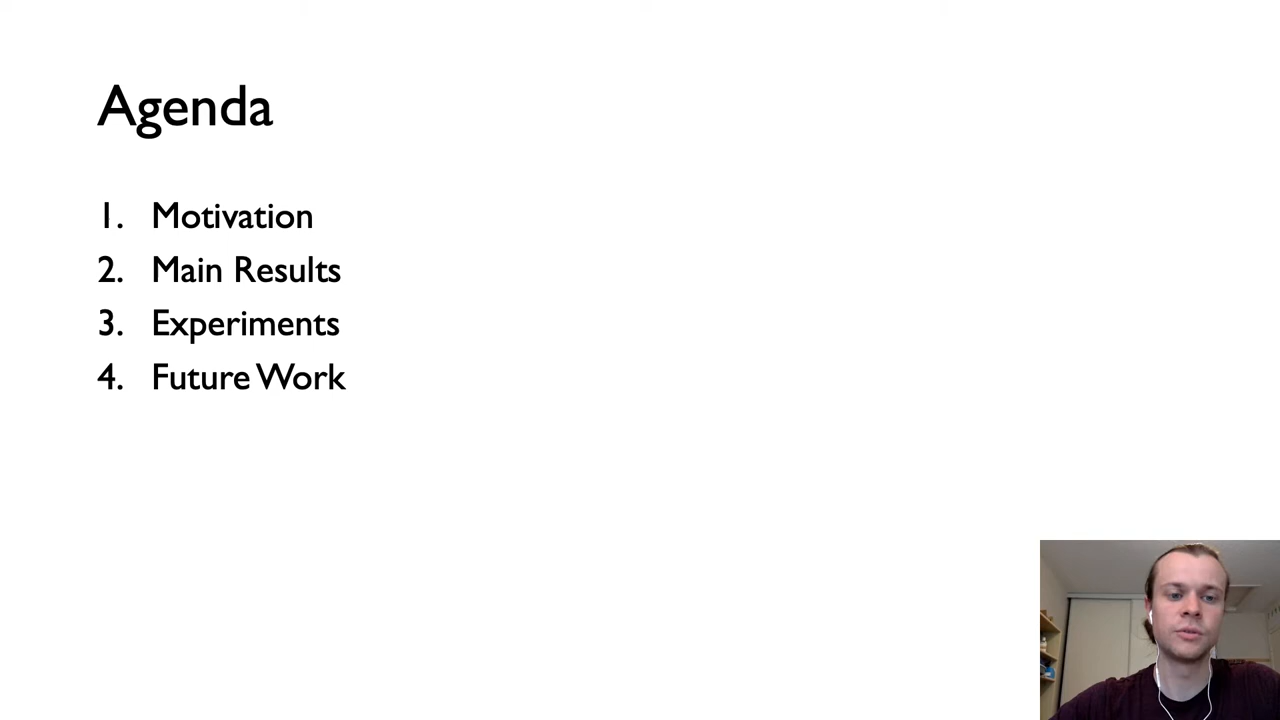 Agenda
1. Motivation
2. Main Results
3. Experiments
4. Future Work